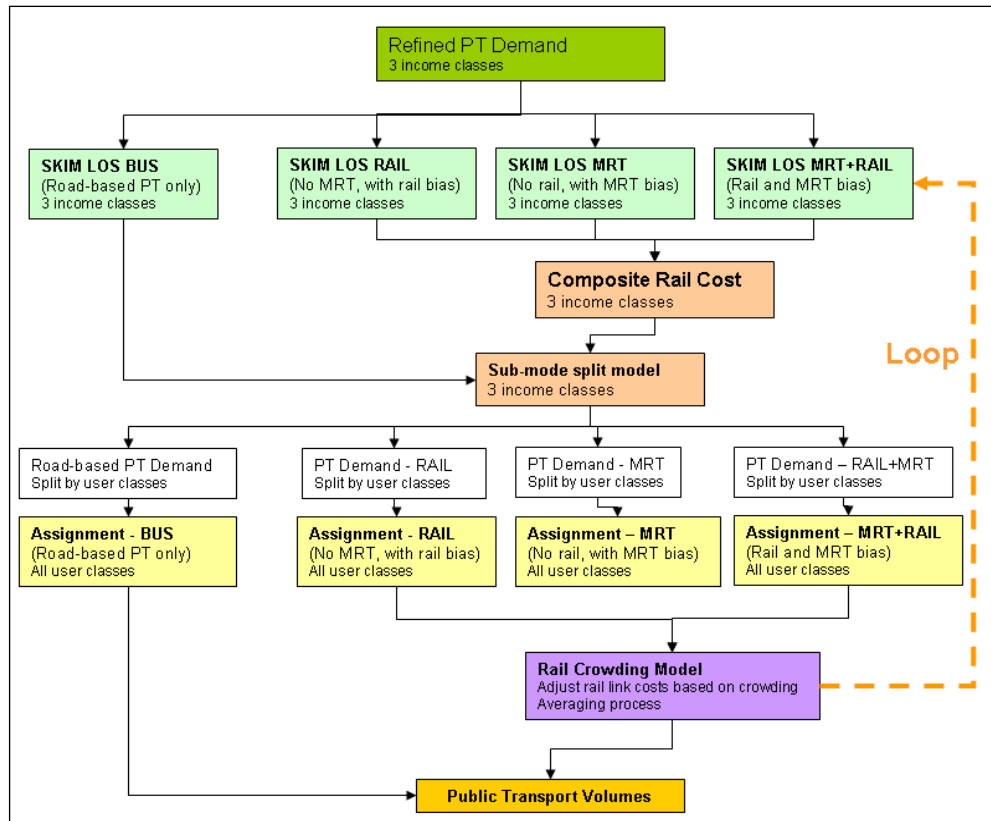 Refined PT Demand
3 income classes
SKIM LOS BUS
(Road-based PT only)
3 income classes
SKIM LOS RAIL
(No MRT, with rail bias)
3 income classes
SKIM LOS MRT
(No rail, with MRT bias)
3 income classes
SKIM LOS MRT+RAIL
(Rail and MRT bias)
3 income classes
Composite Rail Cost
3 income classes
Loop
Sub-mode split model
3 income classes
Road-based PT Demand
Split by user classes
PT Demand - RAIL
Split by user classes
PT Demand - MRT
Split by user classes
PT Demand – RAIL+MRT
Split by user classes
Assignment - BUS
(Road-based PT only)
All user classes
Assignment - RAIL
(No MRT, with rail bias)
All user classes
Assignment – MRT
(No rail, with MRT bias)
All user classes
Assignment – MRT+RAIL
(Rail and MRT bias)
All user classes
Rail Crowding Model
Adjust rail link costs based on crowding
Averaging process
Public Transport Volumes